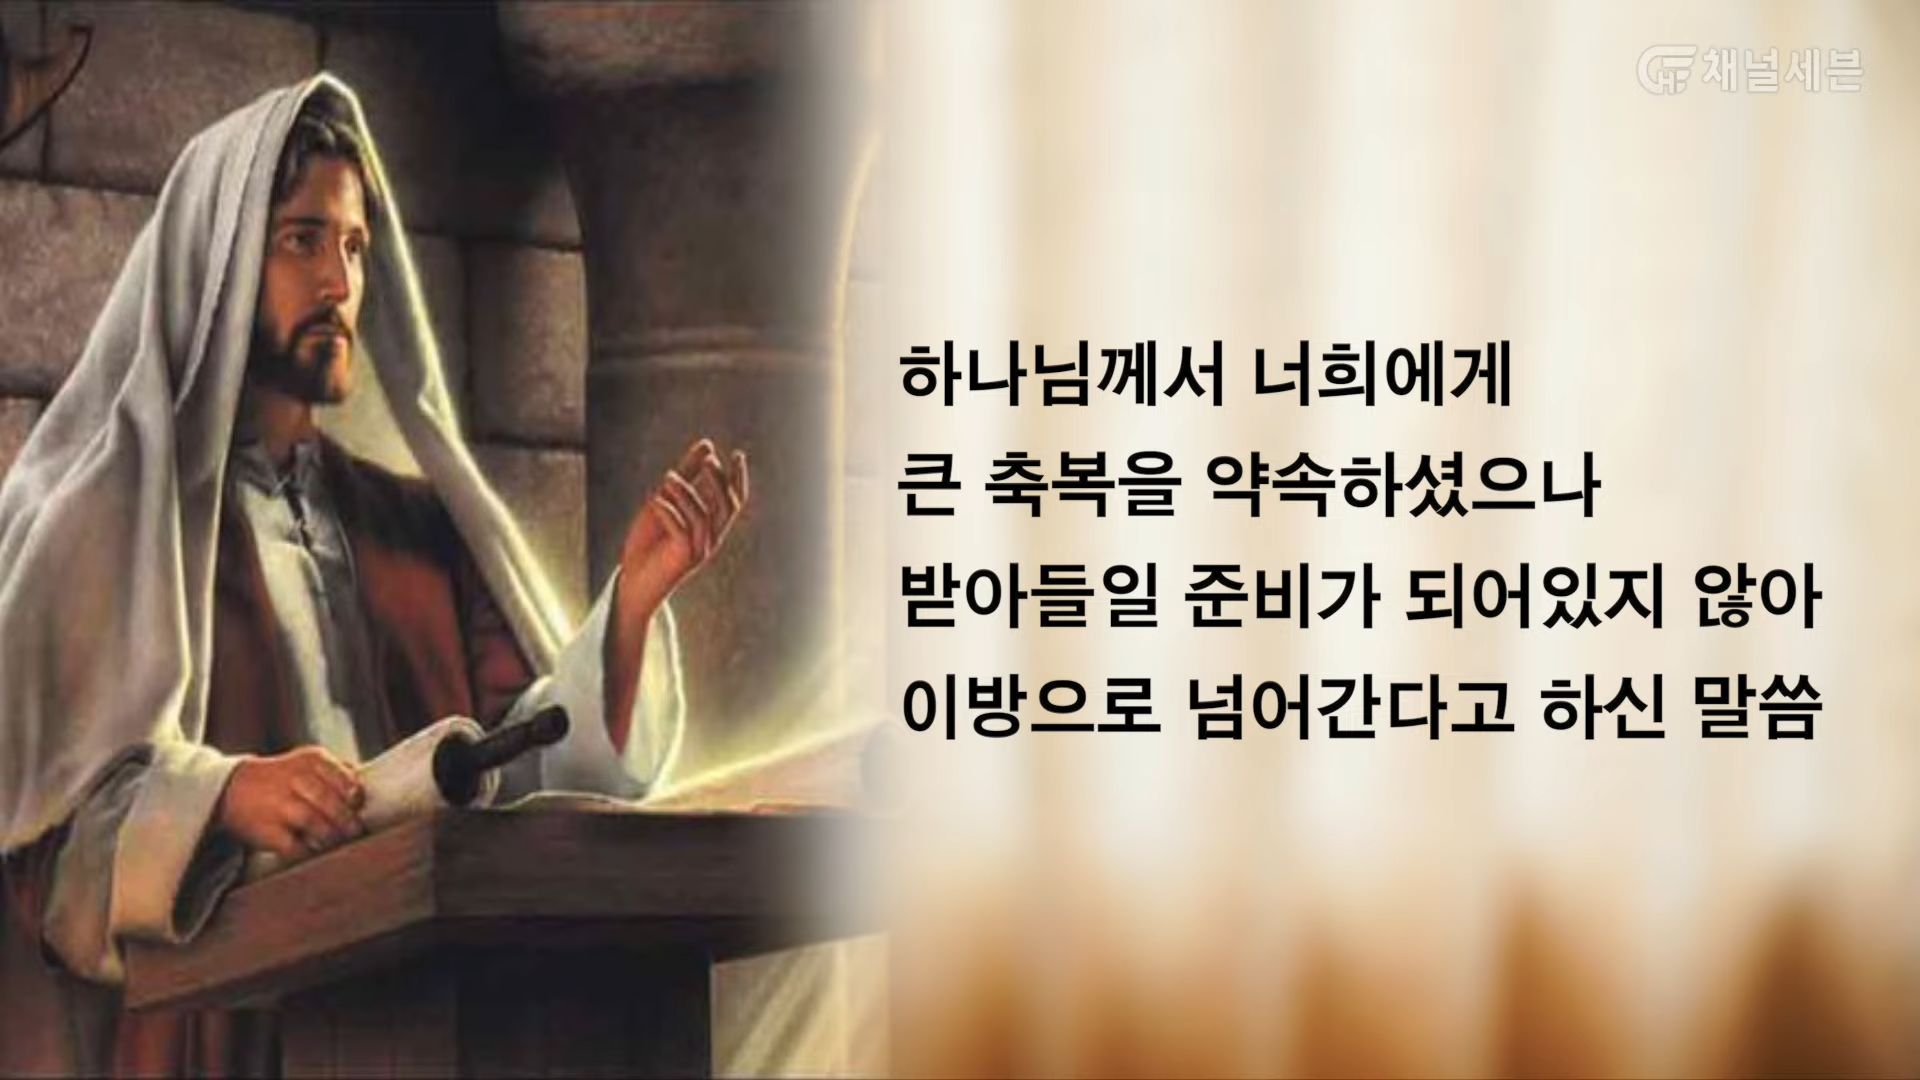 채널세븐
하나님께서 너희에게
큰 축복을 약속하셨으나
받아들일 준비가 되어있지 않아
이방으로 넘어간다고 하신 말씀